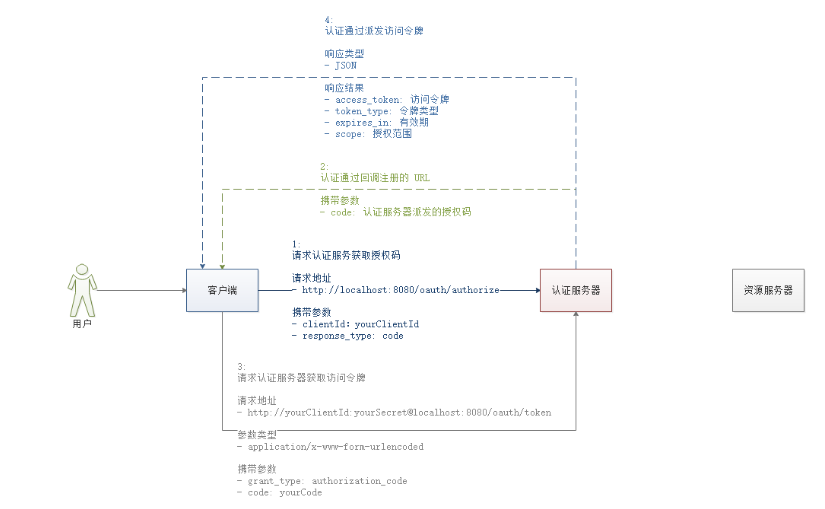 4:
认证通过派发访问令牌
响应类型
- JSON
响应结果
- access_token: 访问令牌
- token_type: 令牌类型
- expires_in: 有效期
- scope: 授权范围
2:
认证通过回调注册的 URL
携带参数
- code: 认证服务器派发的授权码
1:
请求认证服务获取授权码
请求地址
- http://localhost:8080/oauth/authorize
携带参数
- clientId：yourClientId
- response_type: code
用户
客户端
认证服务器
资源服务器
3:
请求认证服务器获取访问令牌
请求地址
- http://yourClientId:yourSecret@localhost:8080/oauth/token
参数类型
- application/x-www-form-urlencoded
携带参数
- grant_type: authorization_code
- code: yourCode